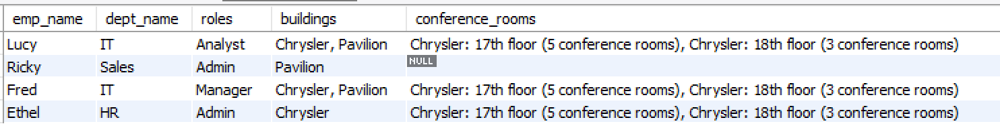 emp_name dept_name roles buildings conference_rooms
Lucy IT Analyst Chrysler, Pavilion Chrysler: 17th floor (5 conference rooms), Chrysler: 18th floor (3 conference rooms)
Ricky Sales Admin Pavilion NULL
Fred IT Manager Chrysler, Pavilion Chrysler: 17th floor (5 conference rooms), Chrysler: 18th floor (3 conference rooms)
Ethel HR Admin Chrysler Chrysler: 17th floor (5 conference rooms), Chrysler: 18th floor (3 conference rooms)